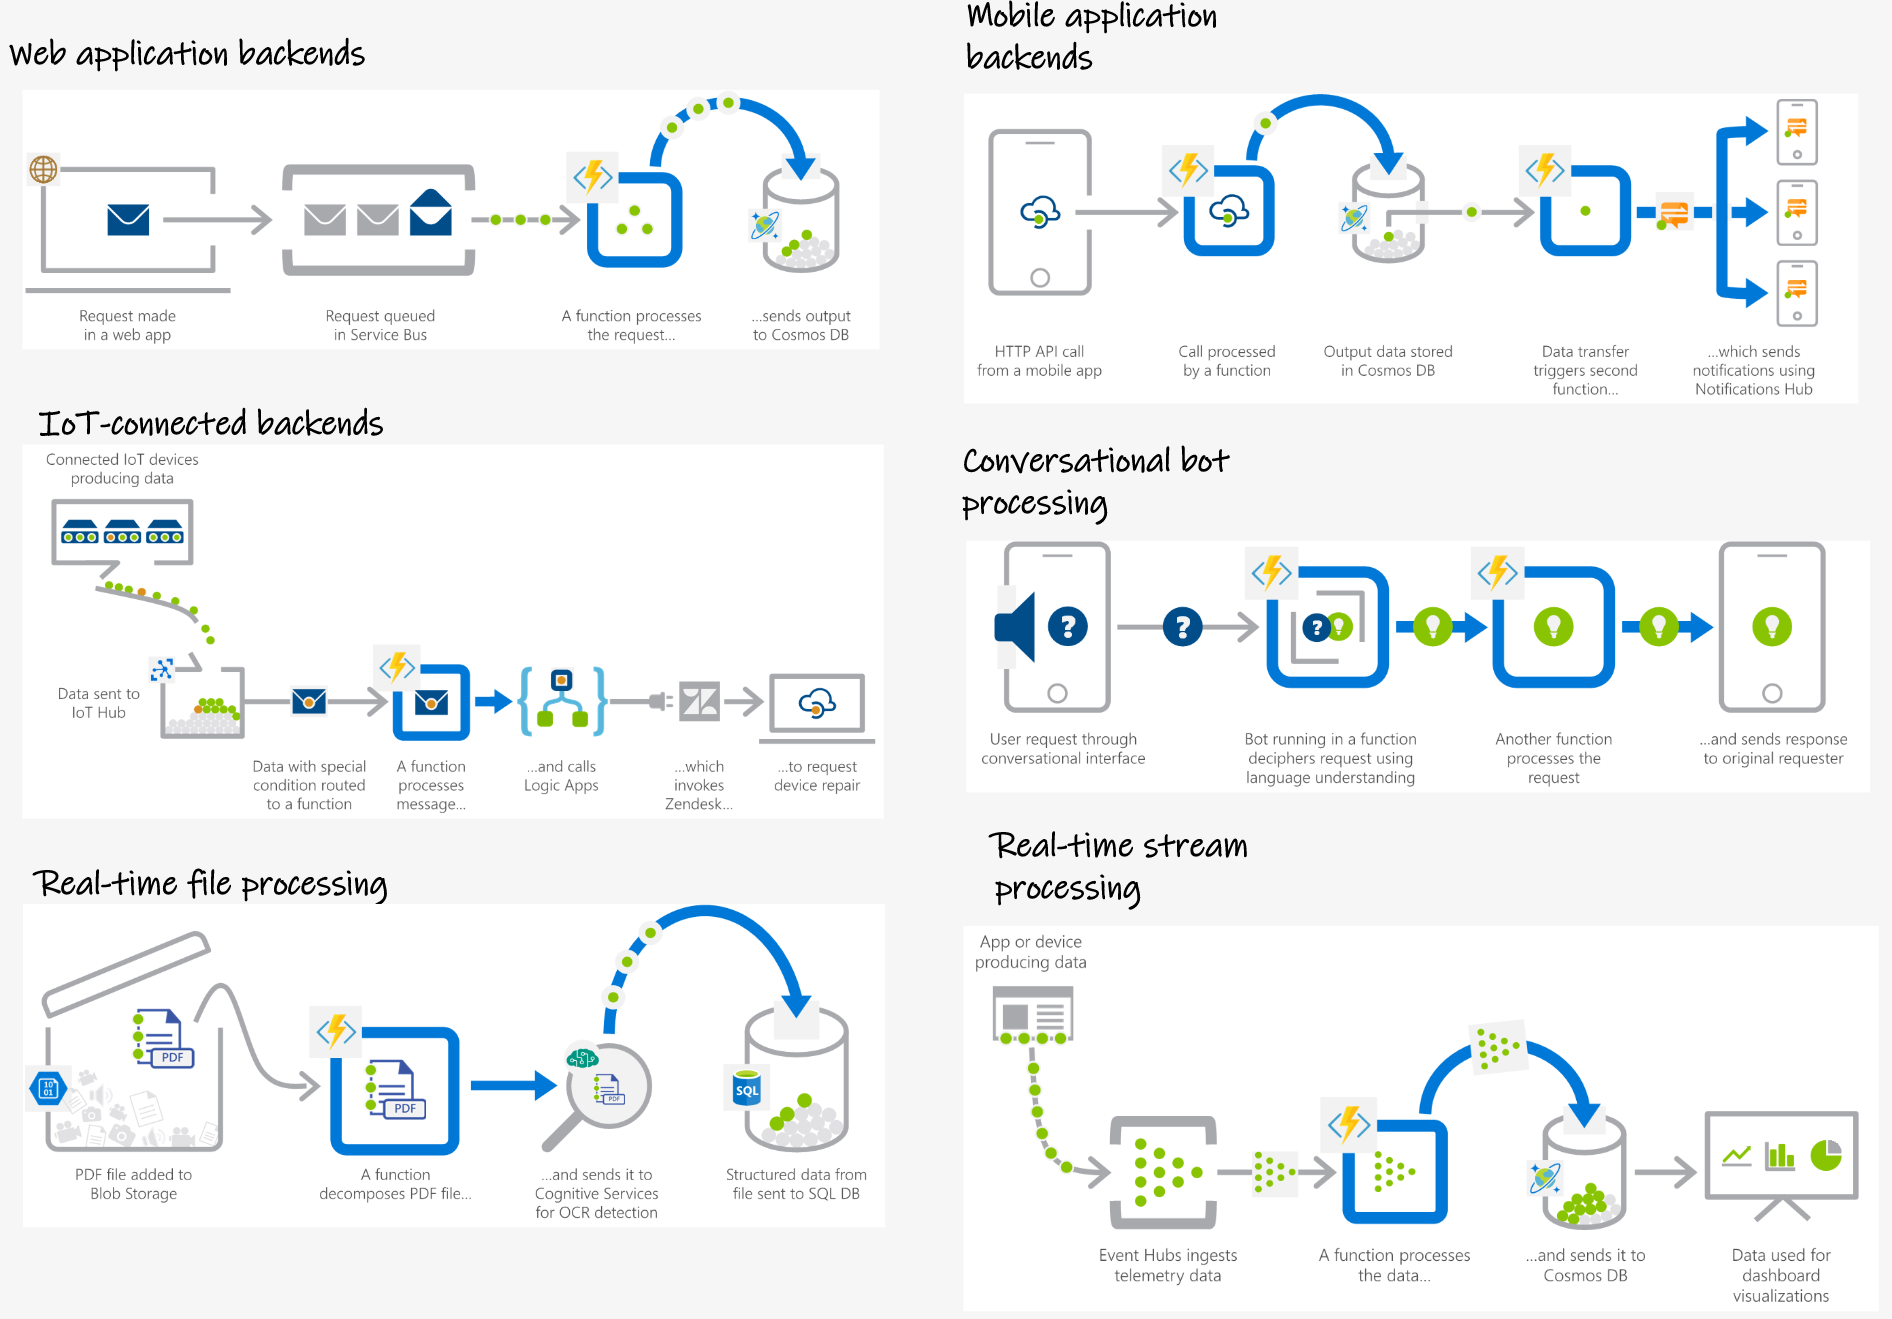 Web application backends
Request made
in a web app
Request queued
in Service Bus
A function processes
the request...
...sends output
to Cosmos DB
Mobile application
backends
HTTP API call
from a mobile app
Call processed
by a function
Output data stored
in Cosmos DB
Data transfer
triggers second
function...
...which sends
notifications using
Notifications Hub
IoT-connected backends
Connected IoT devices
producing data
Data sent to
IoT Hub
Data with special
condition routed
to a function
A function
processes
message...
...and calls
Logic Apps
...which
invokes
Zendesk...
...to request
device repair
Conversational bot
processing
?
?
?
User request through
conversational interface
Bot running in a function
deciphers request using
language understanding
Another function
processes the
request
...and sends response
to original requester
Real-time file processing
PDF
10
01
PDF
PDF
SQL
PDF file added to
Blob Storage
A function
decomposes PDF file...
...and sends it to
Cognitive Services
for OCR detection
Structured data from
file sent to SQL DB
Real-time stream
processing
App or device
producing data
Event Hubs ingests
telemetry data
A function processes
the data...
...and sends it to
Cosmos DB
Data used for
dashboard
visualizations